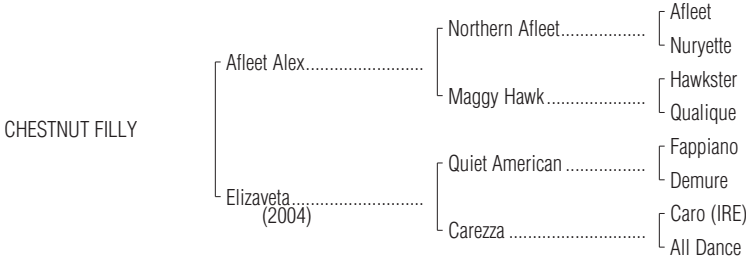 Afleet
Northern Afleet....................
Nuryette
Afleet Alex.........................
Hawkster
Maggy Hawk.....................
Qualique
CHESTNUT FILLY
Fappiano
Quiet American .................
Demure
Elizaveta............................
(2004)
Caro (IRE)
Carezza .............................
All Dance